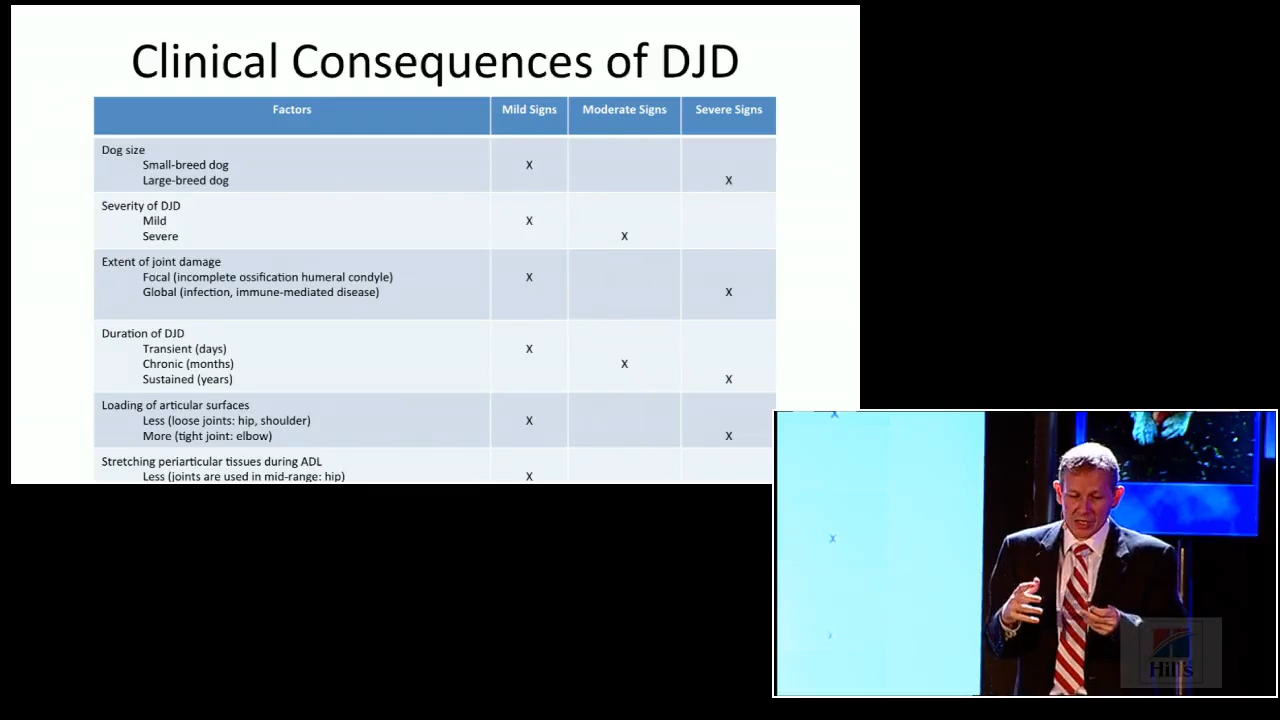 Clinical Consequences of DJD
Factors Mild Signs Moderate Signs Severe Signs
Dog size
Small-breed dog X
Large-breed dog X
Severity of DJD
Mild X
Severe X
Extent of joint damage
Focal (incomplete ossification humeral condyle) X
Global (infection, immune-mediated disease) X
Duration of DJD
Transient (days) X
Chronic (months) X
Sustained (years) X
Loading of articular surfaces
Less (loose joints: hip, shoulder) X
More (tight joint: elbow) X
Stretching periarticular tissues during ADL
Less (joints are used in mid-range: hip) X
X
X
Hill's